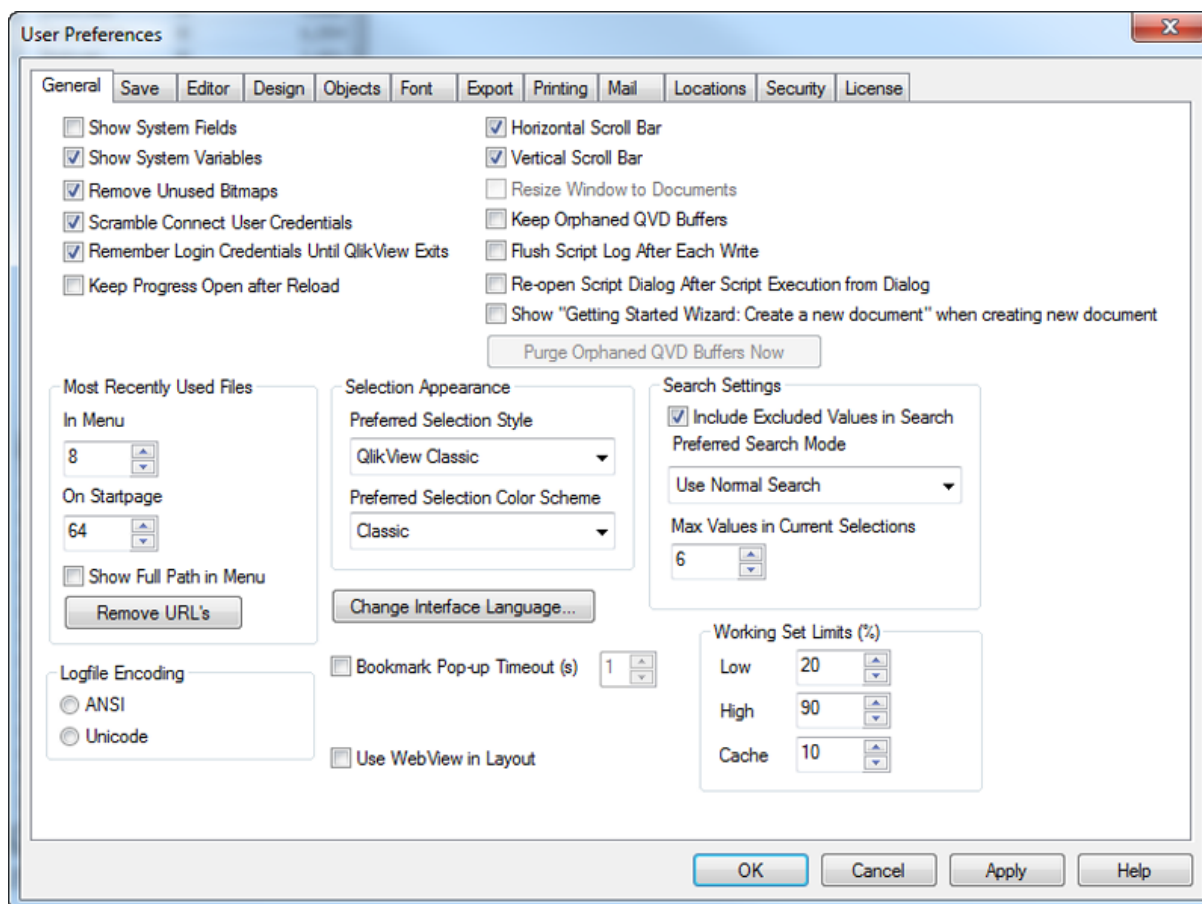 User Preferences
General Save Editor Design Objects Font Export Printing Mail Locations Security License
Show System Fields
Show System Variables
Remove Unused Bitmaps
Scramble Connect User Credentials
Remember Login Credentials Until QlikView Exits
Keep Progress Open after Reload
Horizontal Scroll Bar
Vertical Scroll Bar
Resize Window to Documents
Keep Orphaned QVD Buffers
Flush Script Log After Each Write
Re-open Script Dialog After Script Execution from Dialog
Show "Getting Started Wizard: Create a new document" when creating new document
Purge Orphaned QVD Buffers Now
Most Recently Used Files
In Menu
8
On Startpage
64
Show Full Path in Menu
Remove URL's
Selection Appearance
Preferred Selection Style
QlikView Classic
Preferred Selection Color Scheme
Classic
Change Interface Language...
Search Settings
Include Excluded Values in Search
Preferred Search Mode
Use Normal Search
Max Values in Current Selections
6
Logfile Encoding
ANSI
Unicode
Bookmark Pop-up Timeout (s) 1
Use WebView in Layout
Working Set Limits (%)
Low 20
High 90
Cache 10
OK Cancel Apply Help